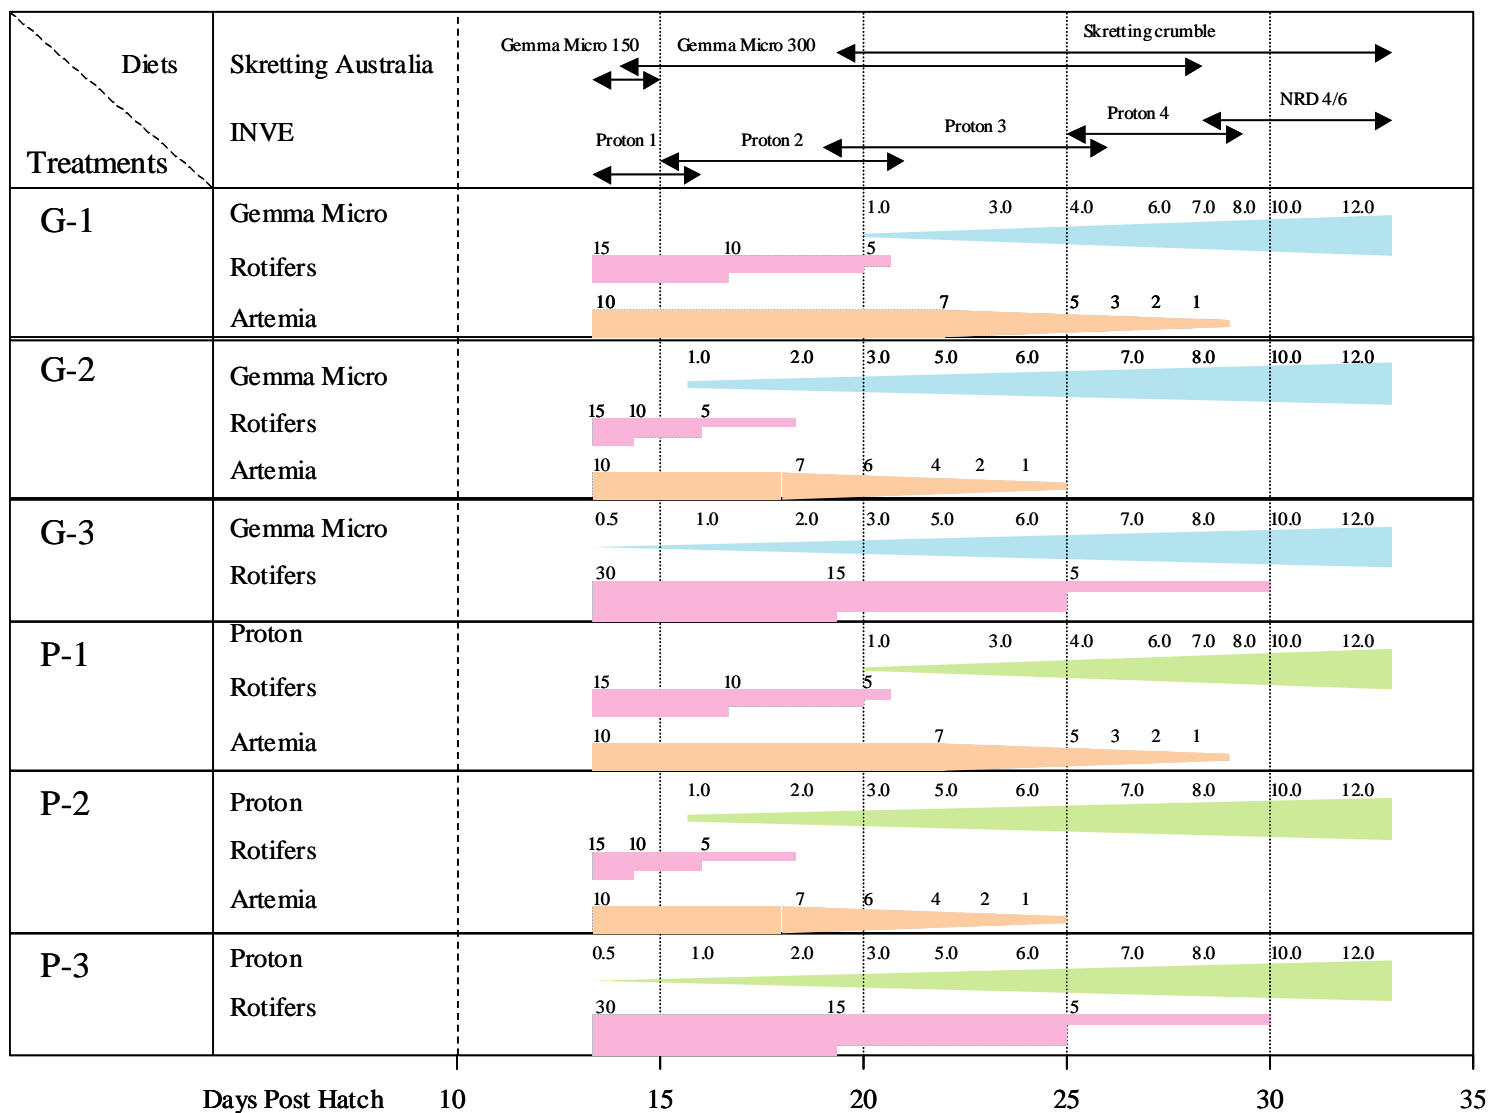 Skretting crumble
Gemma Micro 150 Gemma Micro 300
Diets Skretting Australia
NRD 4/6
Proton 4
INVE Proton 3
Proton 1 Proton 2
Treatments
G-1 Gemma Micro 1.0 3.0 4.0 6.0 7.0 8.0 10.0 12.0
15 10 5
Rotifers
10 7 5 3 2 1
Artemia
G-2 1.0 2.0 3.0 5.0 6.0 7.0 8.0 10.0 12.0
Gemma Micro
15 10 5
Rotifers
10 7 6 4 2 1
Artemia
G-3 0.5 1.0 2.0 3.0 5.0 6.0 7.0 8.0 10.0 12.0
Gemma Micro
30 15 5
Rotifers
Proton 1.0 3.0 4.0 6.0 7.0 8.0 10.0 12.0
P-1
15 10 5
Rotifers
10 7 5 3 2 1
Artemia
1.0 2.0 3.0 5.0 6.0 7.0 8.0 10.0 12.0
P-2 Proton
15 10 5
Rotifers
10 7 6 4 2 1
Artemia
0.5 1.0 2.0 3.0 5.0 6.0 7.0 8.0 10.0 12.0
P-3 Proton
30 15 5
Rotifers
Days Post Hatch 10 15 20 25 30 35